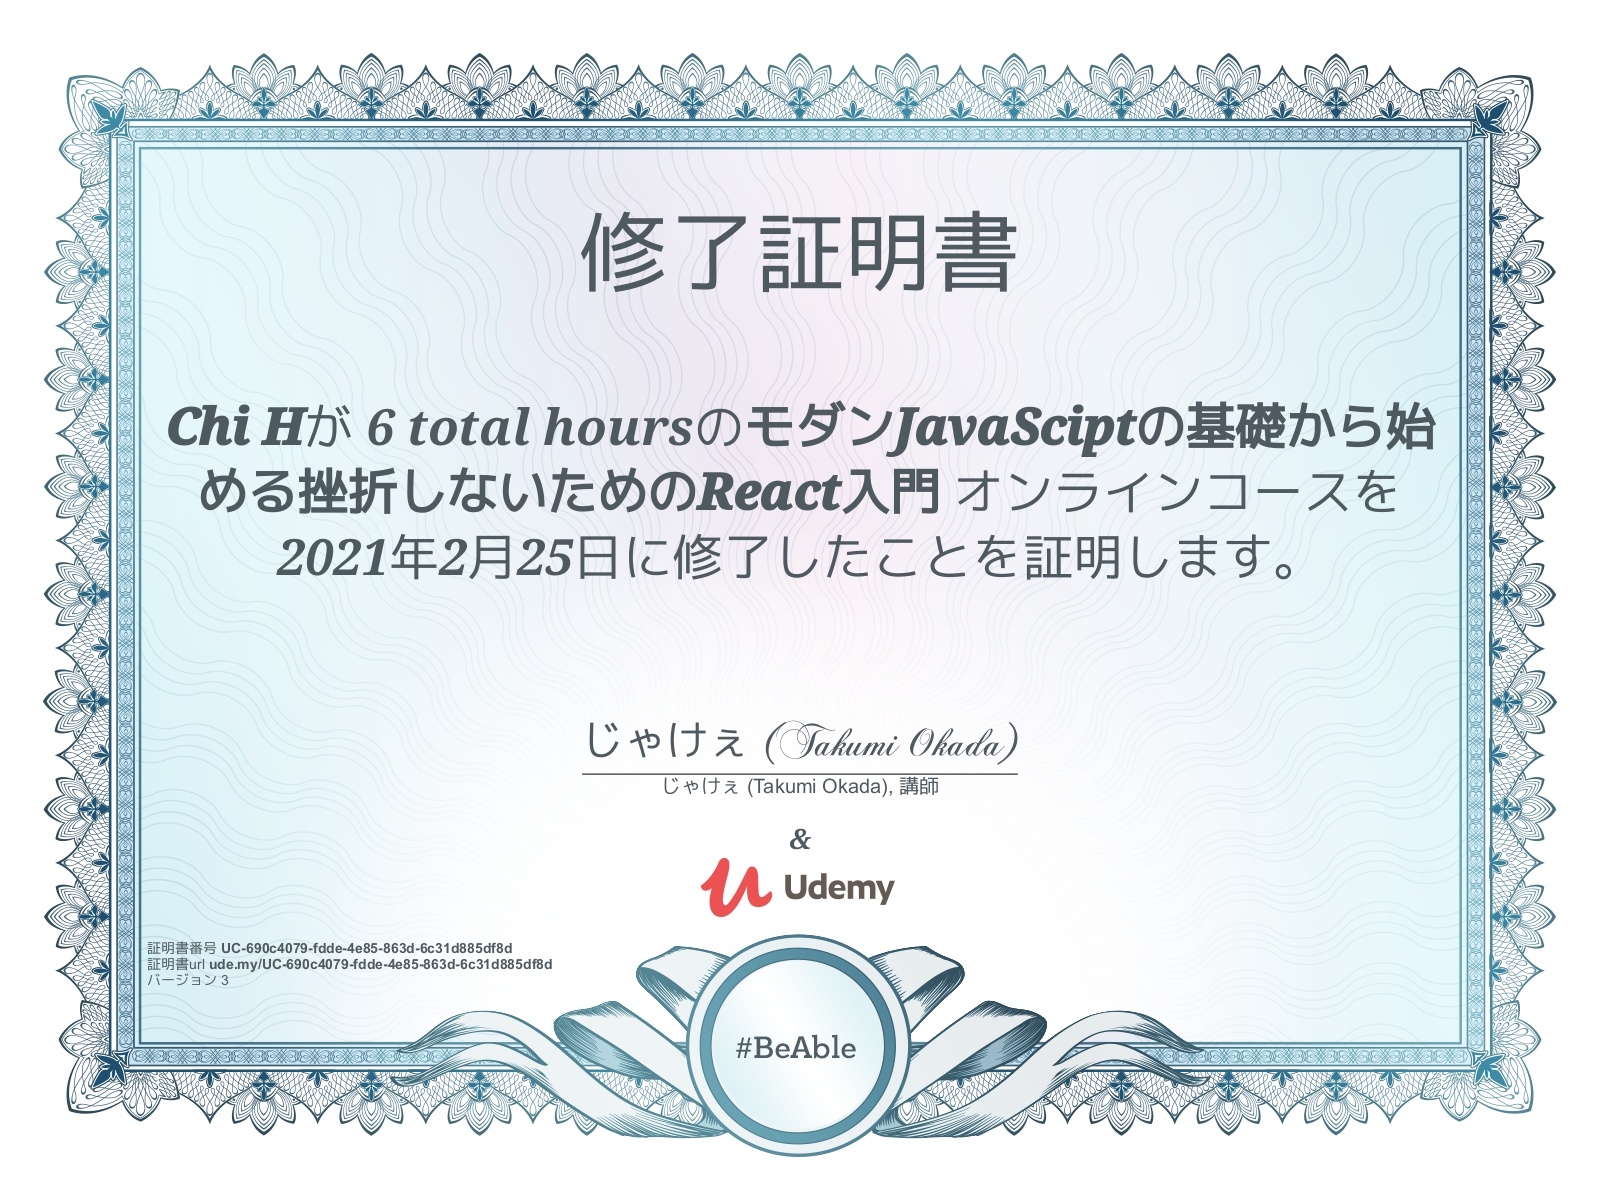 修了証明書
Chi Hが 6 total hoursのモダンJavaSciptの基礎から始
める挫折しないためのReact入門 オンラインコースを
2021年2月25日に修了したことを証明します。
じゃけぇ (Takumi Okada)
じゃけぇ (Takumi Okada), 講師
&
Udemy
証明書番号 UC-690c4079-fdde-4e85-863d-6c31d885df8d
証明書url ude.my/UC-690c4079-fdde-4e85-863d-6c31d885df8d
バージョン 3
#BeAble